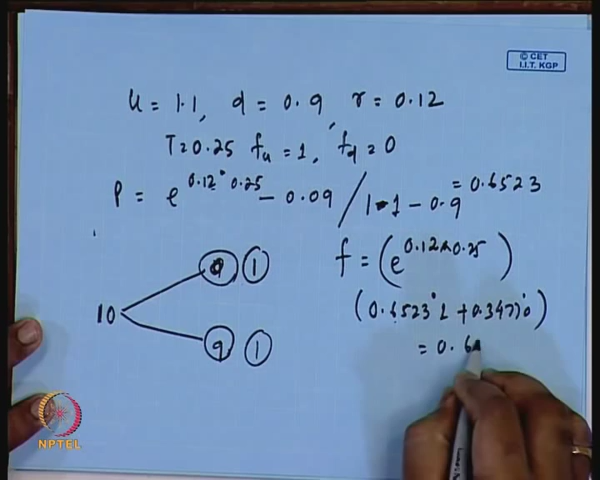 © CET
I.I.T. KGP
u = 1.1, d = 0.9, r = 0.12
T = 0.25 fu = 1, fd = 0
P = e^0.12*0.25 - 0.09 / 1.1 - 0.9 = 0.6523
f = (e^0.12*0.25)
(0.6523*1 + 0.3477*0)
= 0.6
10
1
9 1
NPTEL